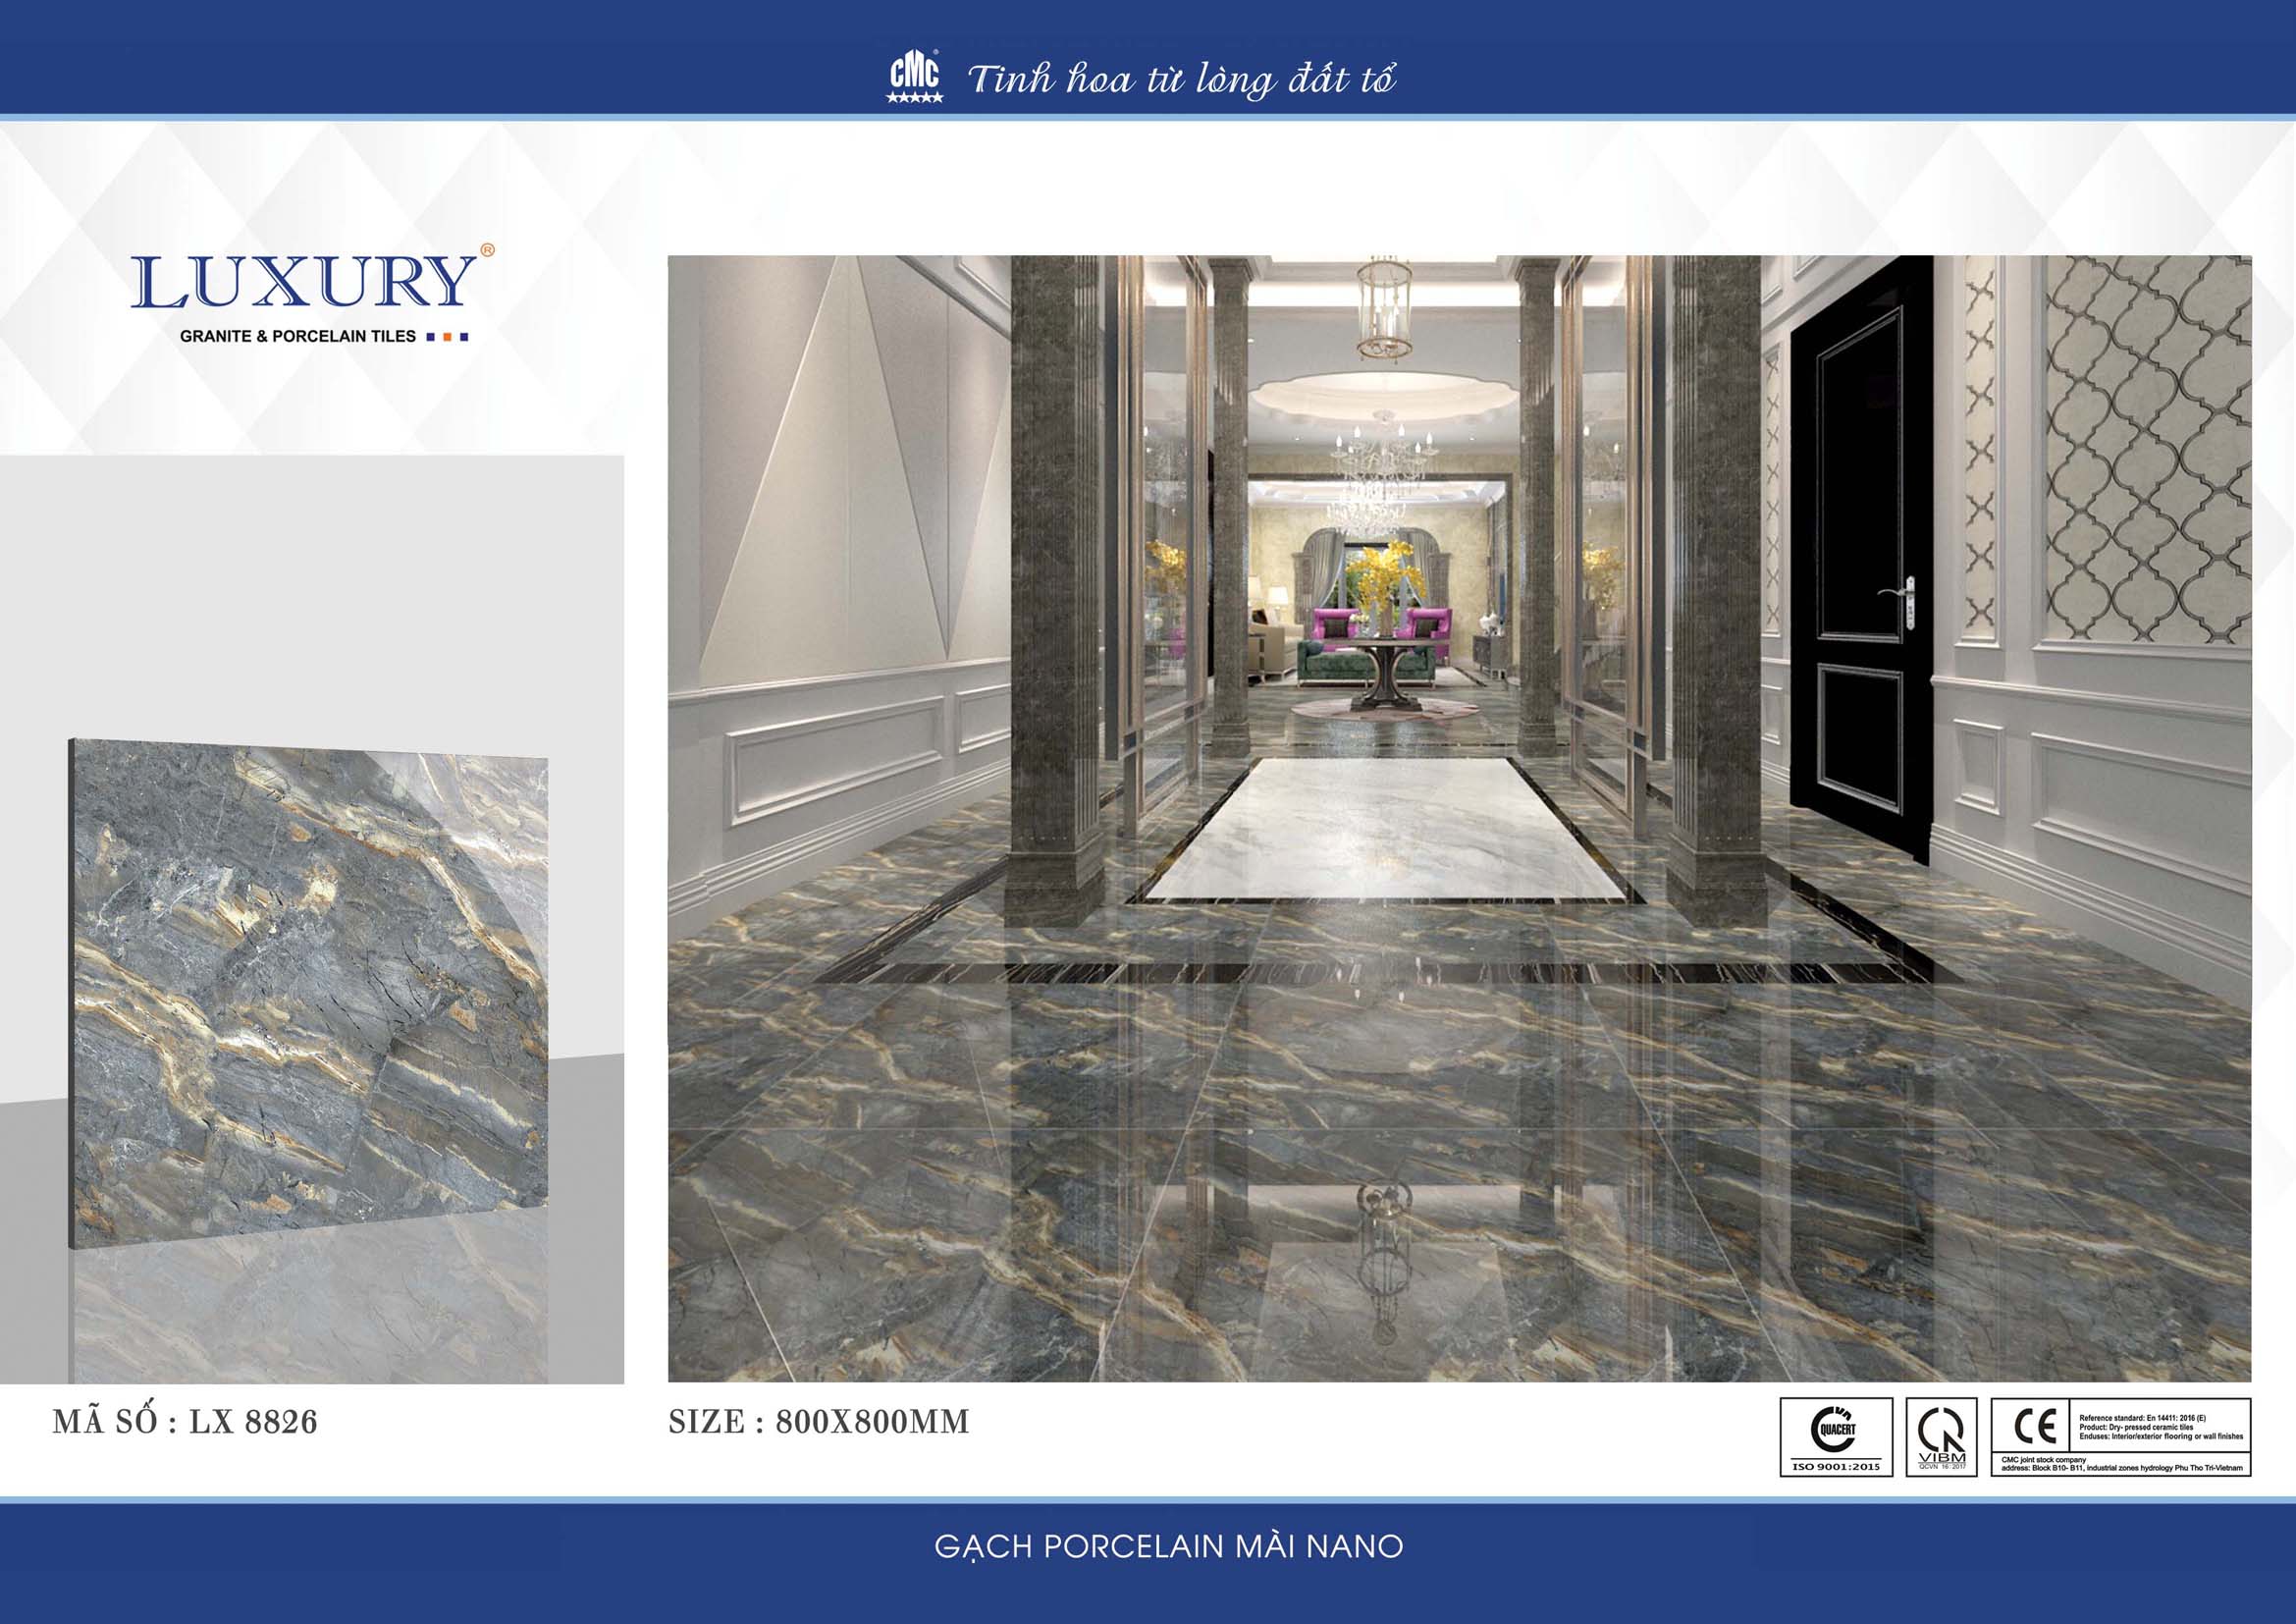 CMC ®
Tinh hoa từ lòng đất tổ
LUXURY ®
GRANITE & PORCELAIN TILES
MÃ SỐ : LX 8826
SIZE : 800X800MM
QUACERT
ISO 9001:2015
VIBM
QCVN 16: 2017
CE
Reference standard: En 14411: 2016 (E)
Product: Dry- pressed ceramic tiles
Enduses: Interior/exterior flooring or wall finishes
CMC joint stock company
address: Block B10- B11, industrial zones hydrology Phu Tho Tri-Vietnam
GẠCH PORCELAIN MÀI NANO